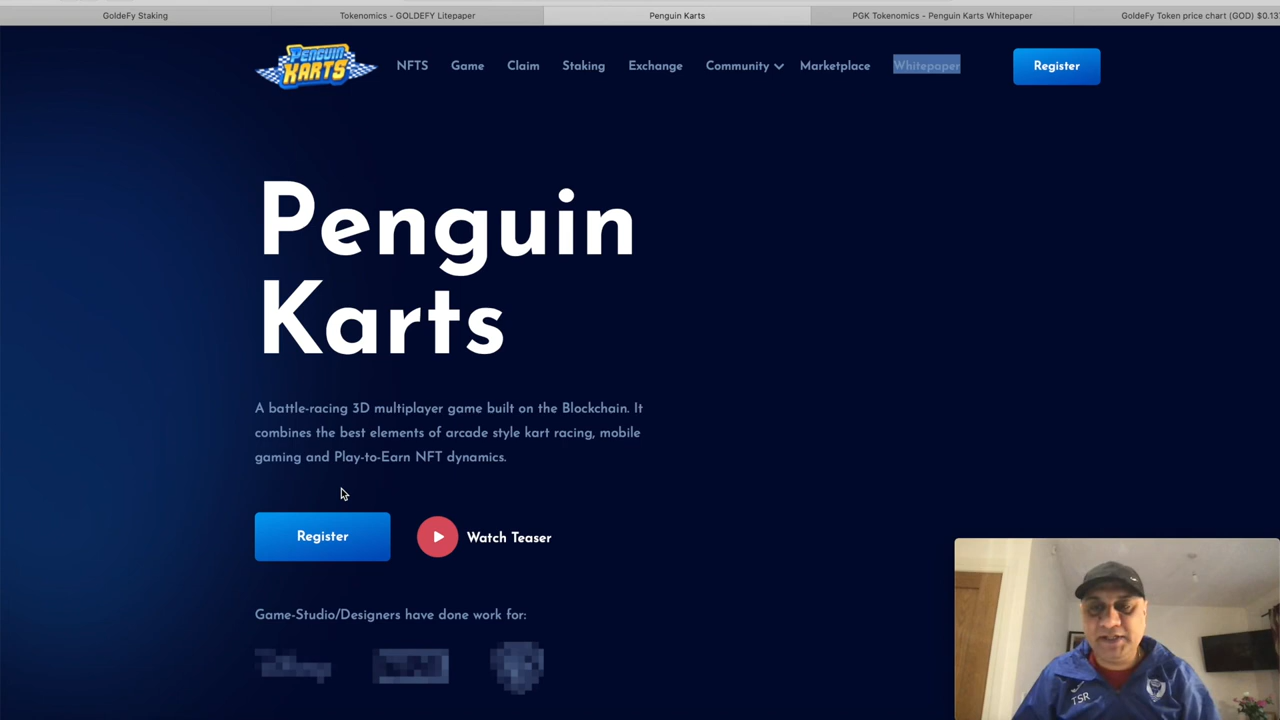 GoldeFy Staking
Tokenomics - GOLDEFY Litepaper
Penguin Karts
PGK Tokenomics - Penguin Karts Whitepaper
GoldeFy Token price chart (GOD) $0.13
PENGUIN
KARTS
NFTS
Game
Claim
Staking
Exchange
Community
Marketplace
Whitepaper
Register
Penguin
Karts
A battle-racing 3D multiplayer game built on the Blockchain. It
combines the best elements of arcade style kart racing, mobile
gaming and Play-to-Earn NFT dynamics.
Register
Watch Teaser
Game-Studio/Designers have done work for:
TSR